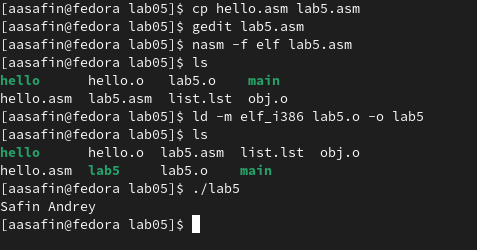 [aasafin@fedora lab05]$ cp hello.asm lab5.asm
[aasafin@fedora lab05]$ gedit lab5.asm
[aasafin@fedora lab05]$ nasm -f elf lab5.asm
[aasafin@fedora lab05]$ ls
hello      hello.o   lab5.o    main
hello.asm  lab5.asm  list.lst  obj.o
[aasafin@fedora lab05]$ ld -m elf_i386 lab5.o -o lab5
[aasafin@fedora lab05]$ ls
hello      hello.o  lab5.asm  list.lst  obj.o
hello.asm  lab5     lab5.o    main
[aasafin@fedora lab05]$ ./lab5
Safin Andrey
[aasafin@fedora lab05]$